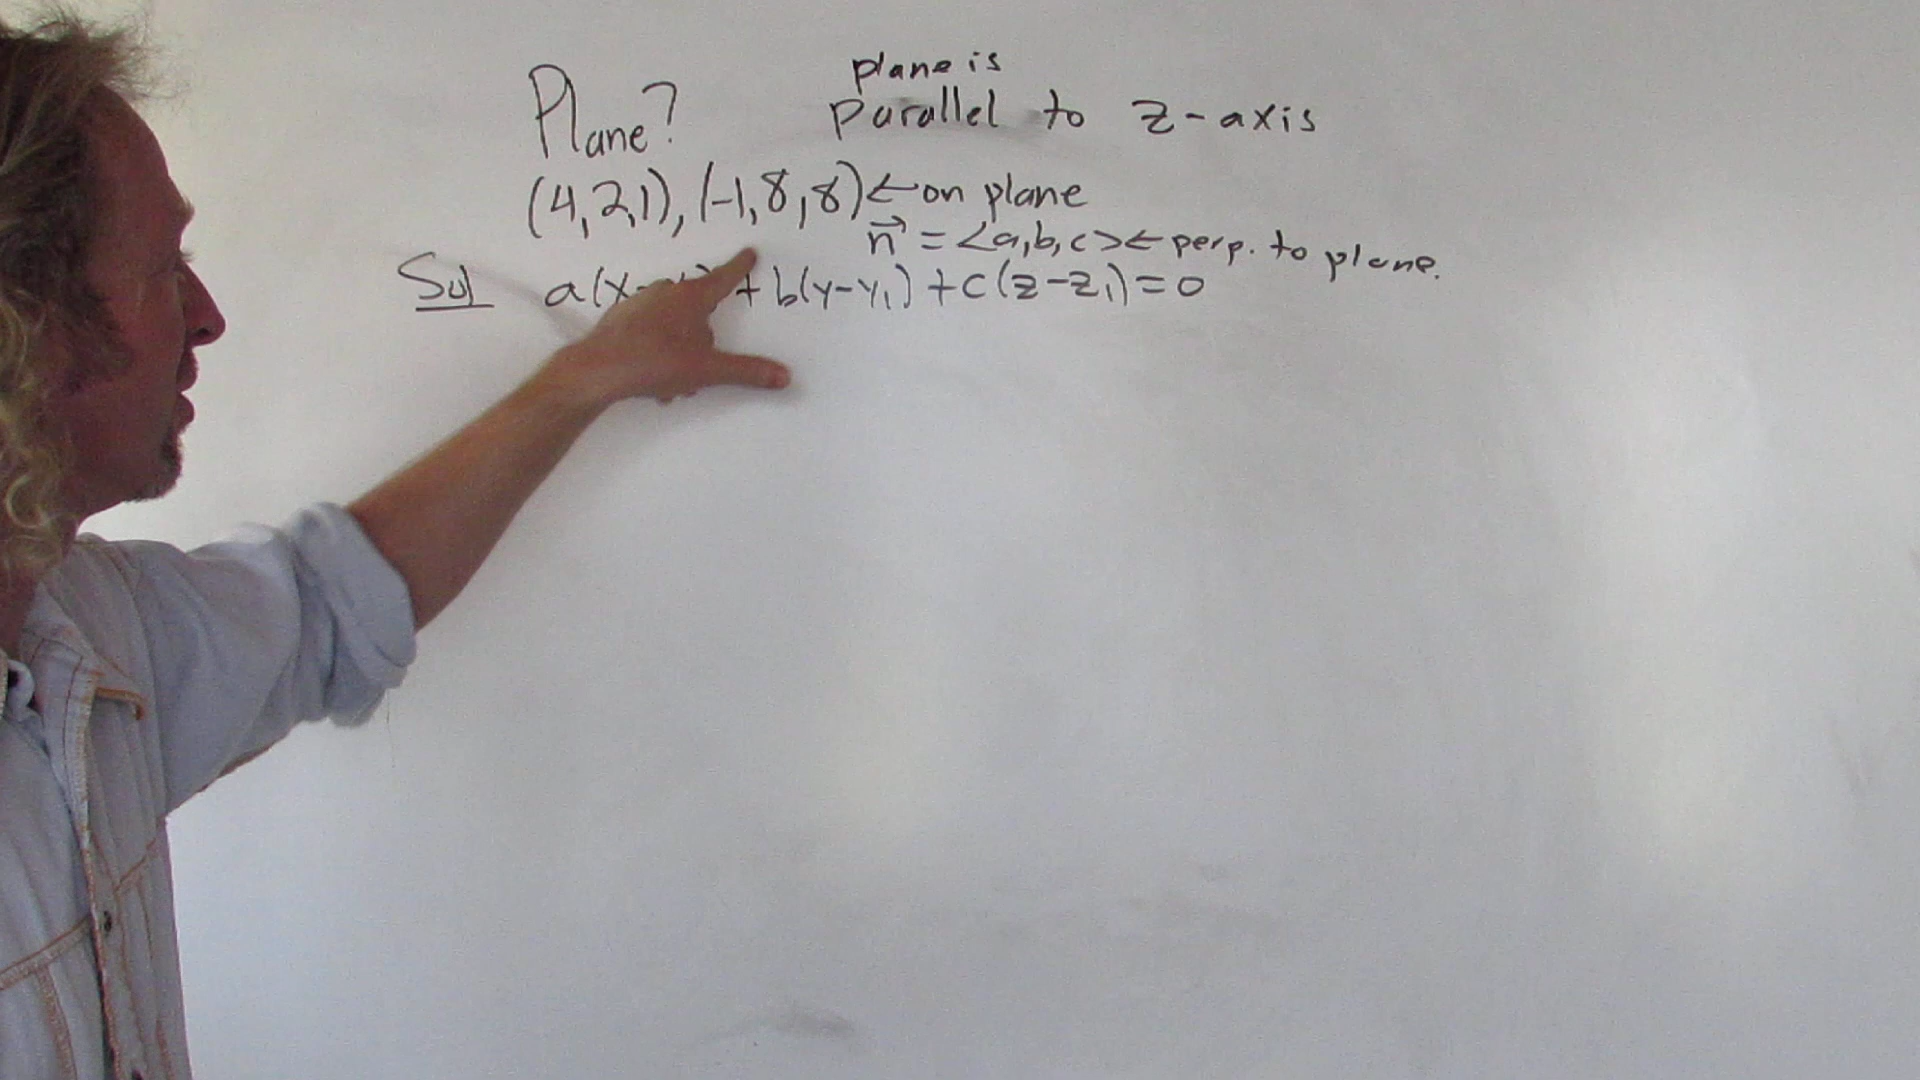 Plane?
plane is
parallel to z-axis
(4,2,1), (-1,8,8) ← on plane
n⃗ = <a,b,c> ← perp. to plane.
Sol a(x- ) + b(y-y₁) + c(z-z₁) = 0